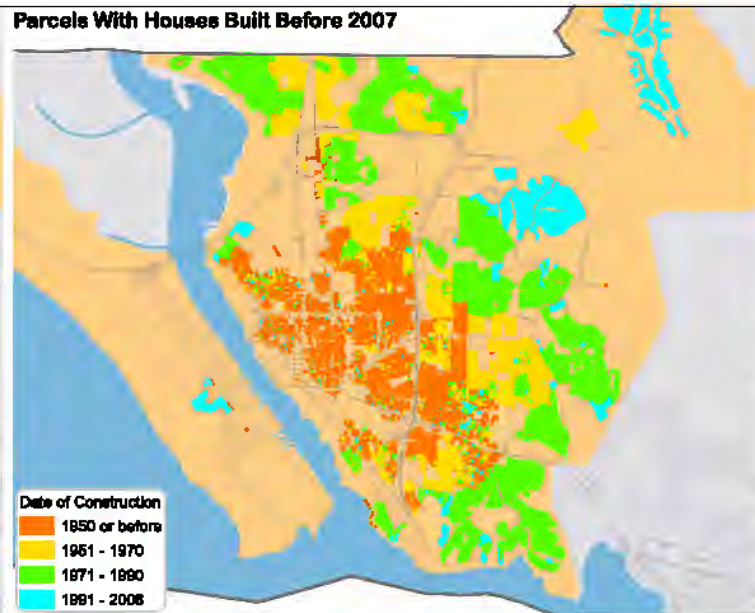 Parcels With Houses Built Before 2007
Date of Construction
1950 or before
1951 - 1970
1971 - 1990
1991 - 2006